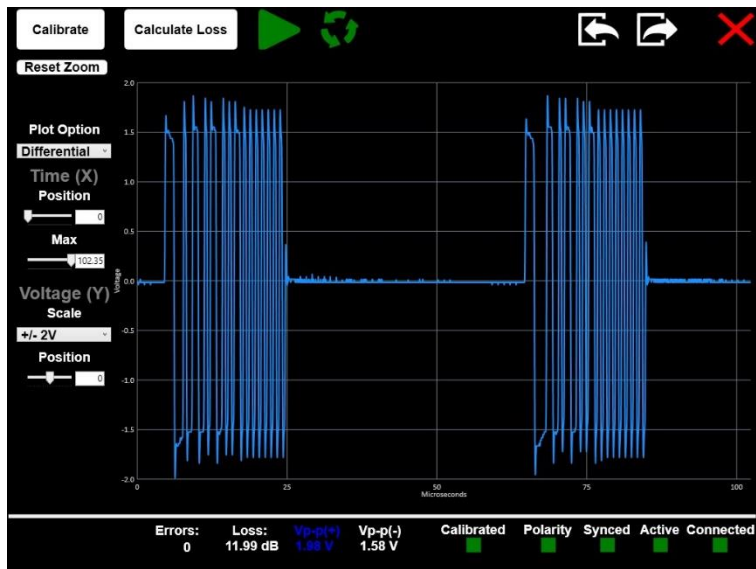 Calibrate
Calculate Loss
Reset Zoom
Plot Option
Differential
Time (X)
Position
0
Max
102.35
Voltage (Y)
Scale
+/- 2V
Position
0
Voltage
2.0
1.5
1.0
0.5
0.0
-0.5
-1.0
-1.5
-2.0
0
25
50
75
100
Microseconds
Errors: Loss: Vp-p(+) Vp-p(-) Calibrated Polarity Synced Active Connected
0 11.99 dB 1.98 V 1.58 V